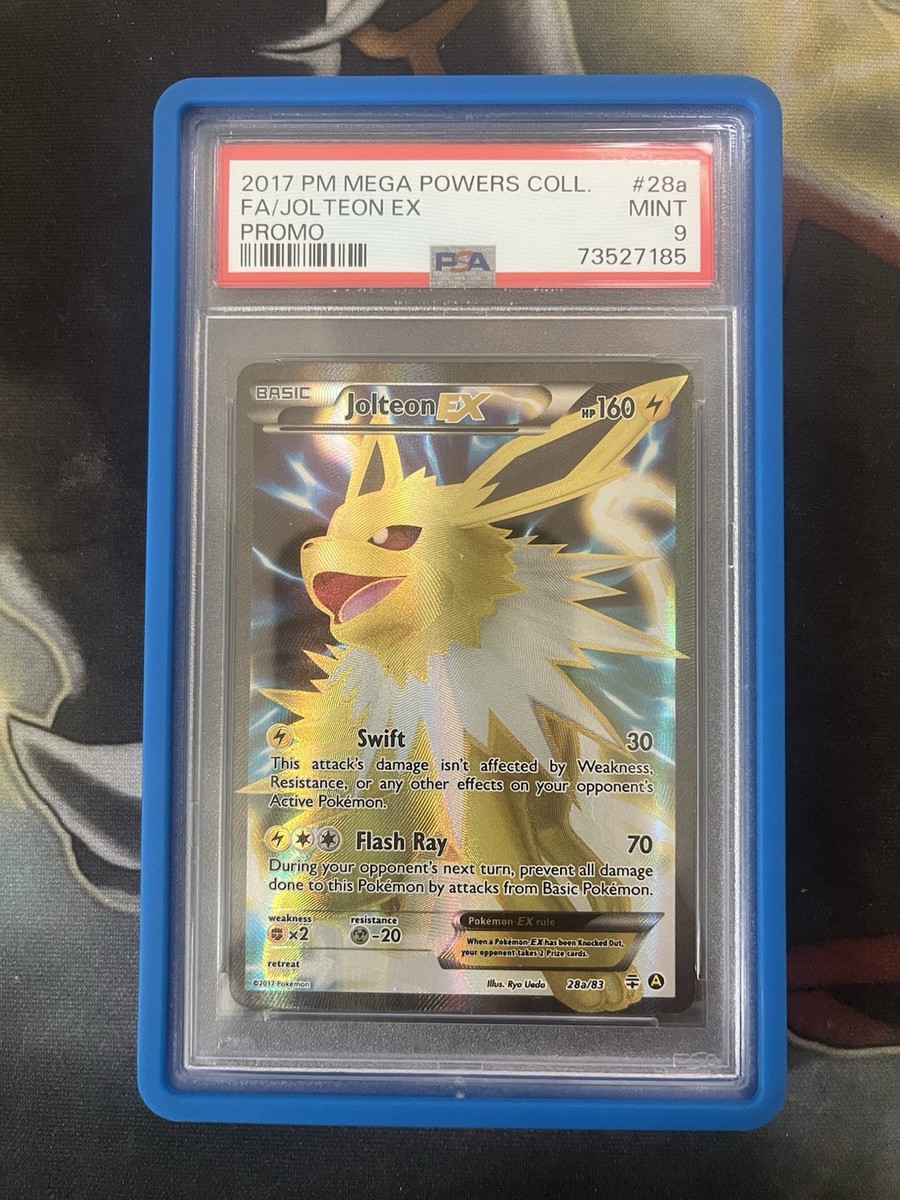 2017 PM MEGA POWERS COLL. #28a
FA/JOLTEON EX MINT
PROMO 9
PSA 73527185
BASIC JolteonEX HP160
Swift 30
This attack's damage isn't affected by Weakness,
Resistance, or any other effects on your opponent's
Active Pokémon.
Flash Ray 70
During your opponent's next turn, prevent all damage
done to this Pokémon by attacks from Basic Pokémon.
weakness resistance
×2 -20
Pokémon-EX rule
When a Pokémon-EX has been Knocked Out,
your opponent takes 2 Prize cards.
retreat
©2017 Pokémon Illus. Ryo Ueda 28a/83 A